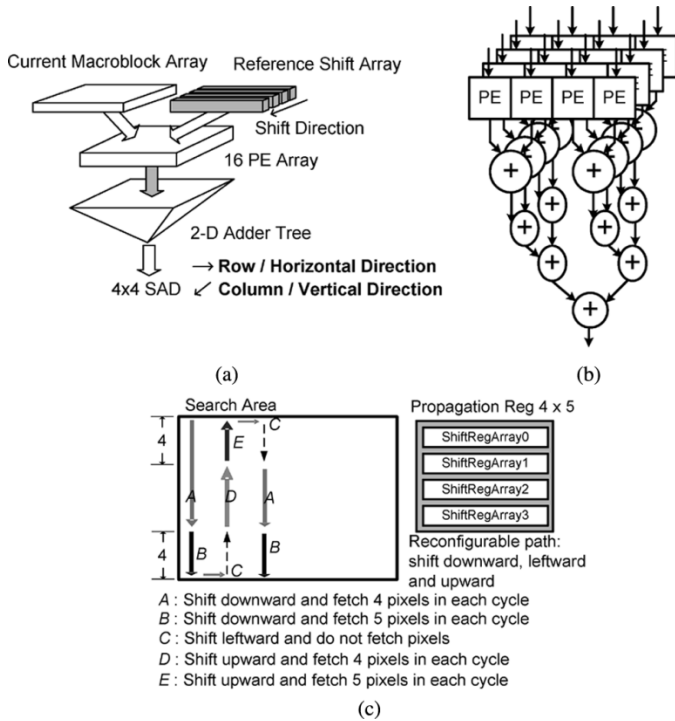 Current Macroblock Array
Reference Shift Array
Shift Direction
16 PE Array
2-D Adder Tree
4x4 SAD
→ Row / Horizontal Direction
↙ Column / Vertical Direction
(a)
PE PE PE PE
+ +
+ +
+ +
+
(b)
Search Area
4
4
A
B
C
D
E
C
A
B
Propagation Reg 4 x 5
ShiftRegArray0
ShiftRegArray1
ShiftRegArray2
ShiftRegArray3
Reconfigurable path:
shift downward, leftward
and upward
A : Shift downward and fetch 4 pixels in each cycle
B : Shift downward and fetch 5 pixels in each cycle
C : Shift leftward and do not fetch pixels
D : Shift upward and fetch 4 pixels in each cycle
E : Shift upward and fetch 5 pixels in each cycle
(c)